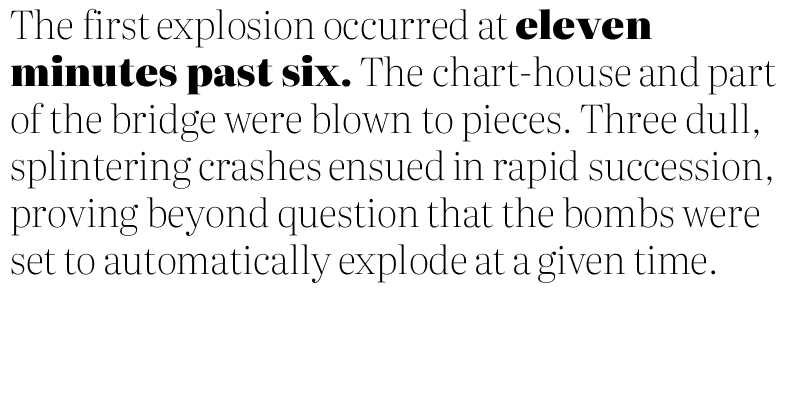 The first explosion occurred at eleven
minutes past six. The chart-house and part
of the bridge were blown to pieces. Three dull,
splintering crashes ensued in rapid succession,
proving beyond question that the bombs were
set to automatically explode at a given time.